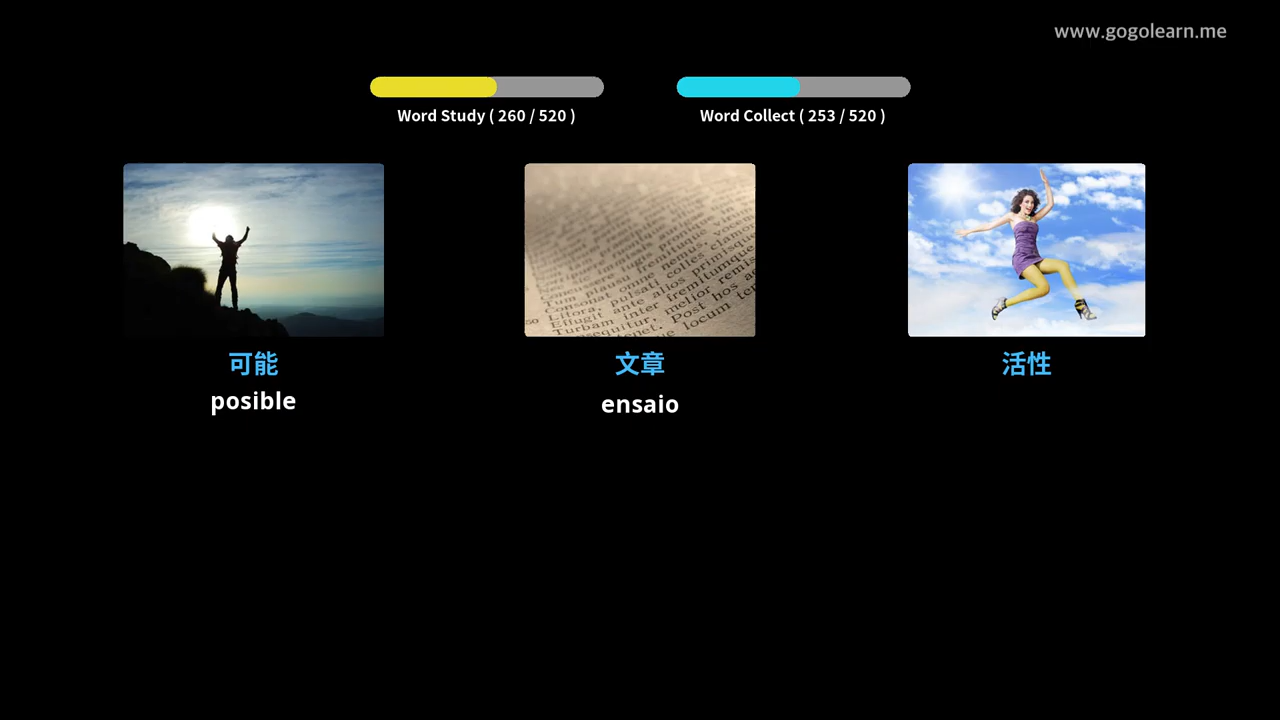 www.gogolearn.me
Word Study ( 260 / 520 )
Word Collect ( 253 / 520 )
可能
posible
文章
ensaio
活性